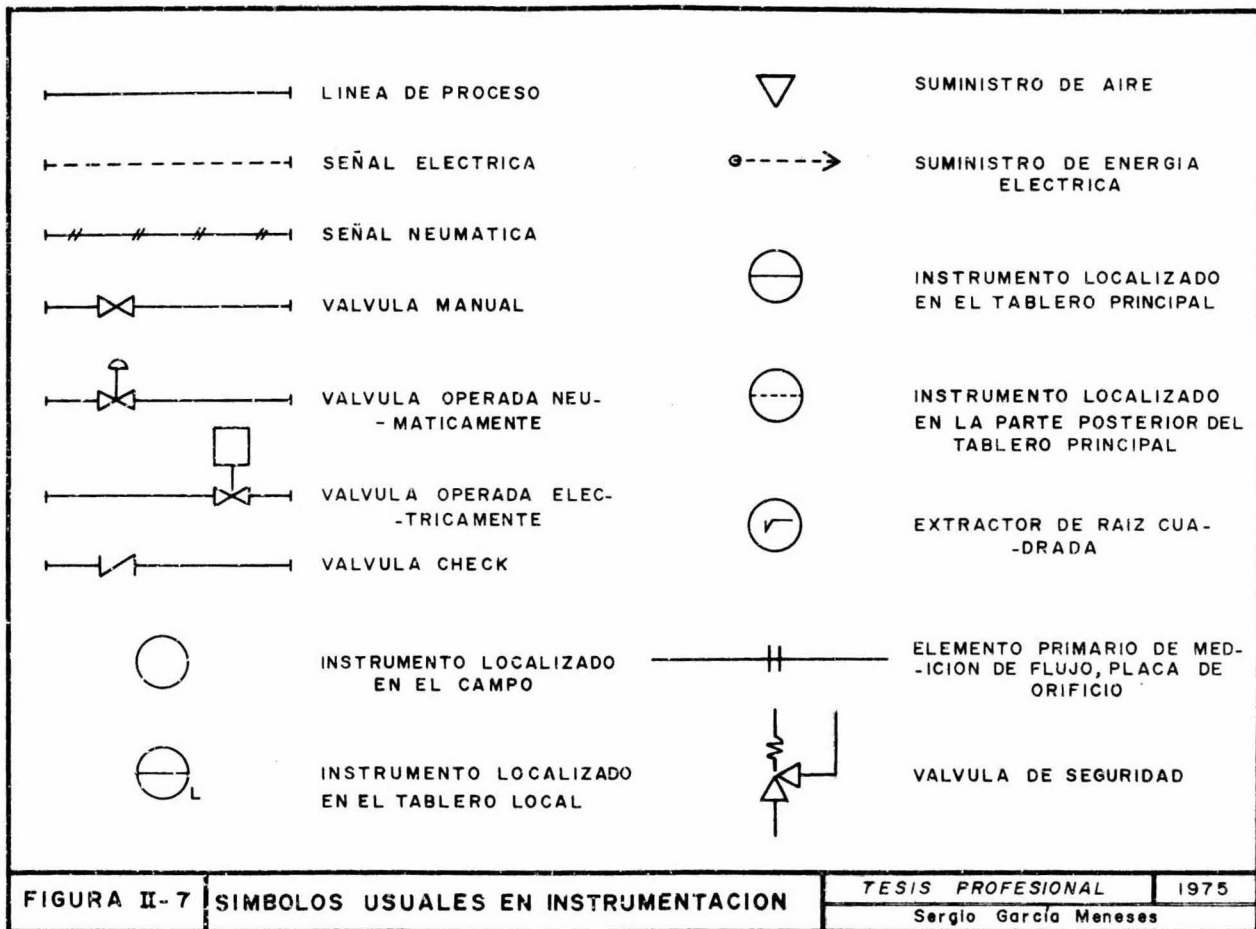 LINEA DE PROCESO
SEÑAL ELECTRICA
SEÑAL NEUMATICA
VALVULA MANUAL
VALVULA OPERADA NEU-
-MATICAMENTE
VALVULA OPERADA ELEC-
-TRICAMENTE
VALVULA CHECK
INSTRUMENTO LOCALIZADO
EN EL CAMPO
L
INSTRUMENTO LOCALIZADO
EN EL TABLERO LOCAL
SUMINISTRO DE AIRE
SUMINISTRO DE ENERGIA
ELECTRICA
INSTRUMENTO LOCALIZADO
EN EL TABLERO PRINCIPAL
INSTRUMENTO LOCALIZADO
EN LA PARTE POSTERIOR DEL
TABLERO PRINCIPAL
√
EXTRACTOR DE RAIZ CUA-
-DRADA
ELEMENTO PRIMARIO DE MED-
-ICION DE FLUJO, PLACA DE
ORIFICIO
VALVULA DE SEGURIDAD
FIGURA II-7
SIMBOLOS USUALES EN INSTRUMENTACION
TESIS PROFESIONAL
1975
Sergio García Meneses